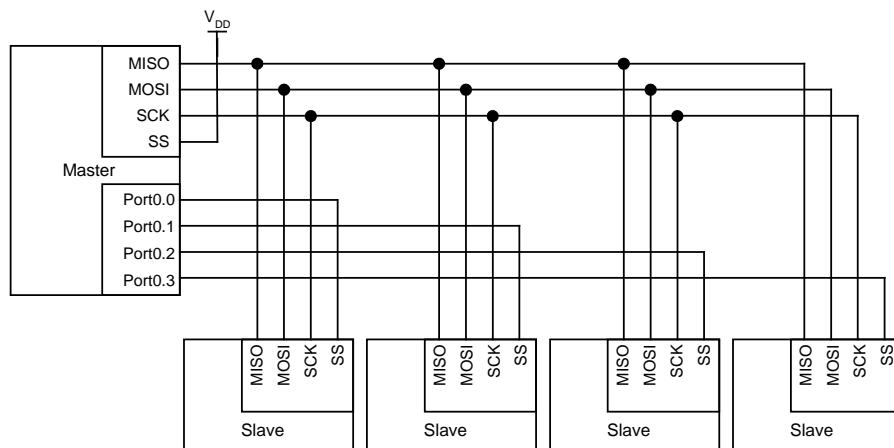 V_DD
MISO
MOSI
SCK
SS
Master
Port0.0
Port0.1
Port0.2
Port0.3
MISO
MOSI
SCK
SS
MISO
MOSI
SCK
SS
MISO
MOSI
SCK
SS
MISO
MOSI
SCK
SS
Slave
Slave
Slave
Slave